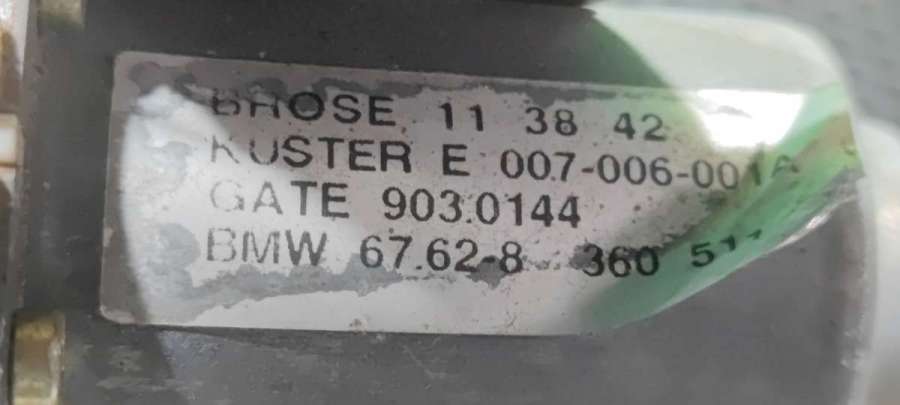 BROSE 11 38 42
KUSTER E 007-006-001A
GATE 903.0144
BMW 67.62-8 360